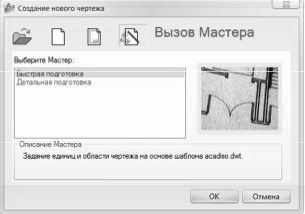 Создание нового чертежа
Вызов Мастера
Выберите Мастер:
Быстрая подготовка
Детальная подготовка
Описание Мастера
Задание единиц и области чертежа на основе шаблона acadiso.dwt.
OK
Отмена